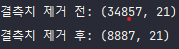 결측치 제거 전: (34857, 21)
결측치 제거 후: (8887, 21)